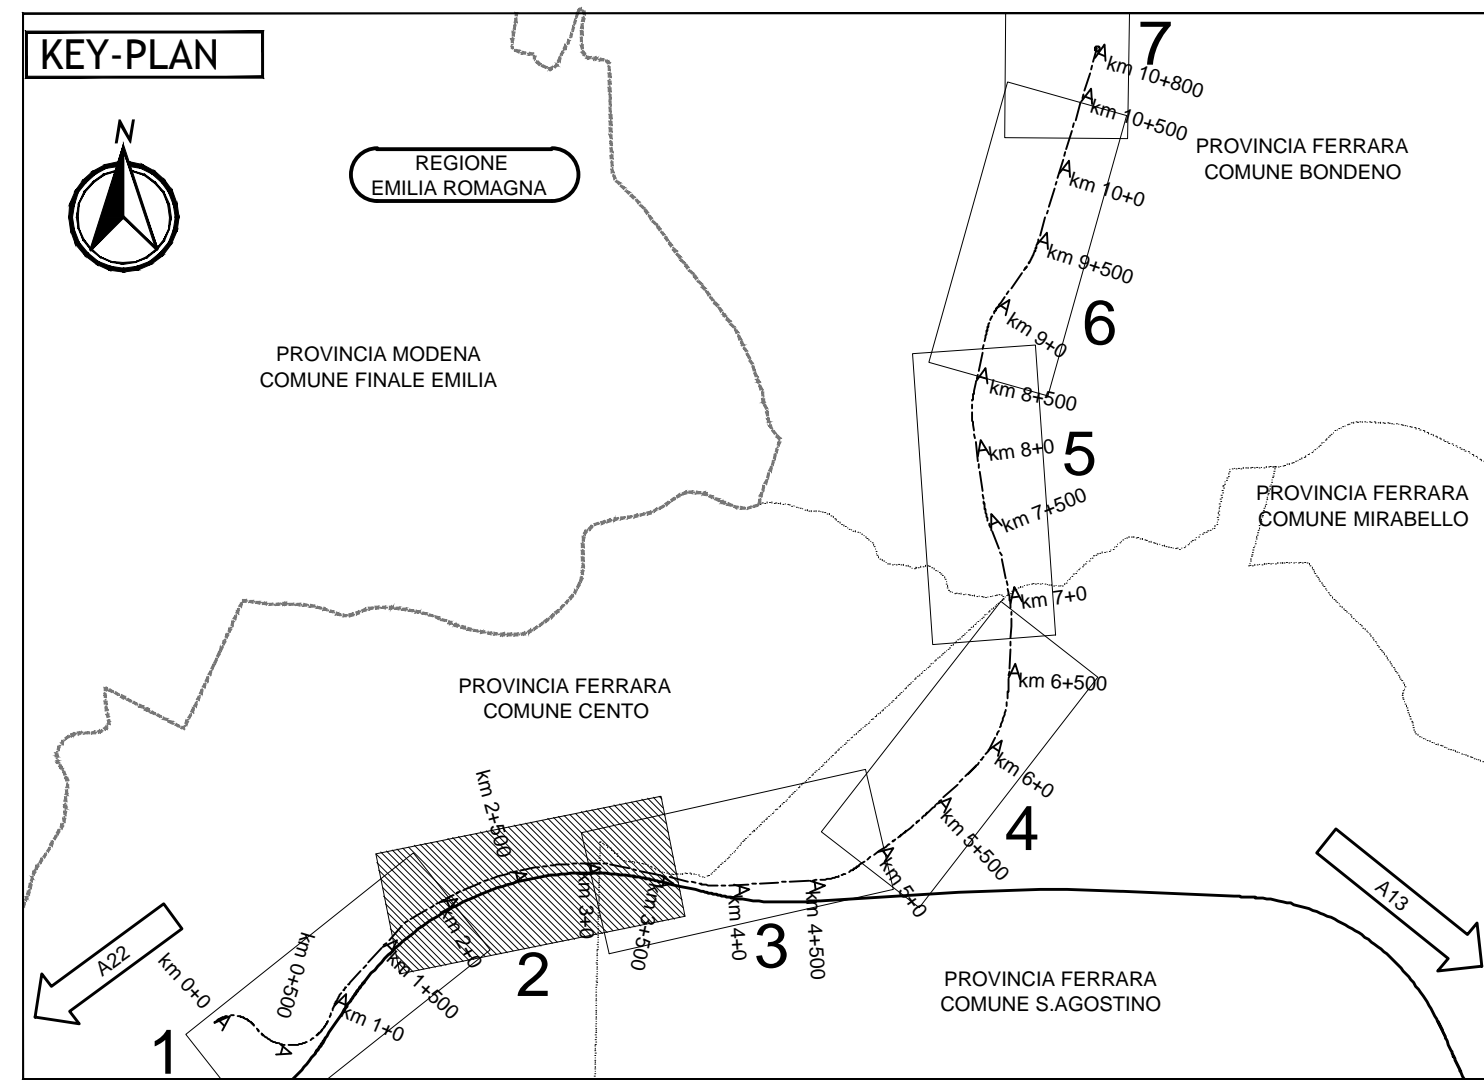 KEY-PLAN
7
km 10+800
km 10+500
N
REGIONE
EMILIA ROMAGNA
PROVINCIA FERRARA
COMUNE BONDENO
km 10+0
km 9+500
6
km 9+0
PROVINCIA MODENA
COMUNE FINALE EMILIA
km 8+500
5
km 8+0
km 7+500
PROVINCIA FERRARA
COMUNE MIRABELLO
km 7+0
km 6+500
PROVINCIA FERRARA
COMUNE CENTO
km 6+0
km 5+500
4
km 5+0
km 2+500
A13
km 4+500
km 4+0
3
km 3+500
km 3+0
2
km 2+0
km 1+500
km 1+0
km 0+500
km 0+0
A22
1
PROVINCIA FERRARA
COMUNE S.AGOSTINO